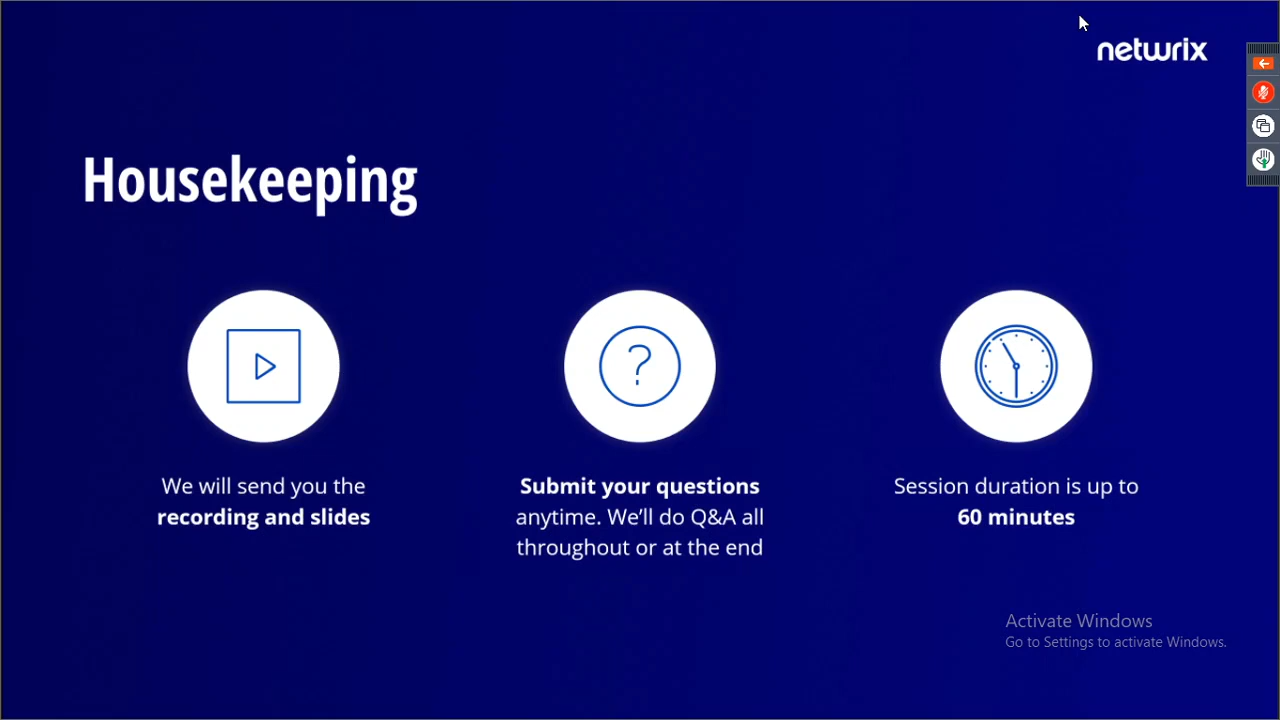 netwrix
Housekeeping
We will send you the
recording and slides
Submit your questions
anytime. We’ll do Q&A all
throughout or at the end
Session duration is up to
60 minutes
Activate Windows
Go to Settings to activate Windows.